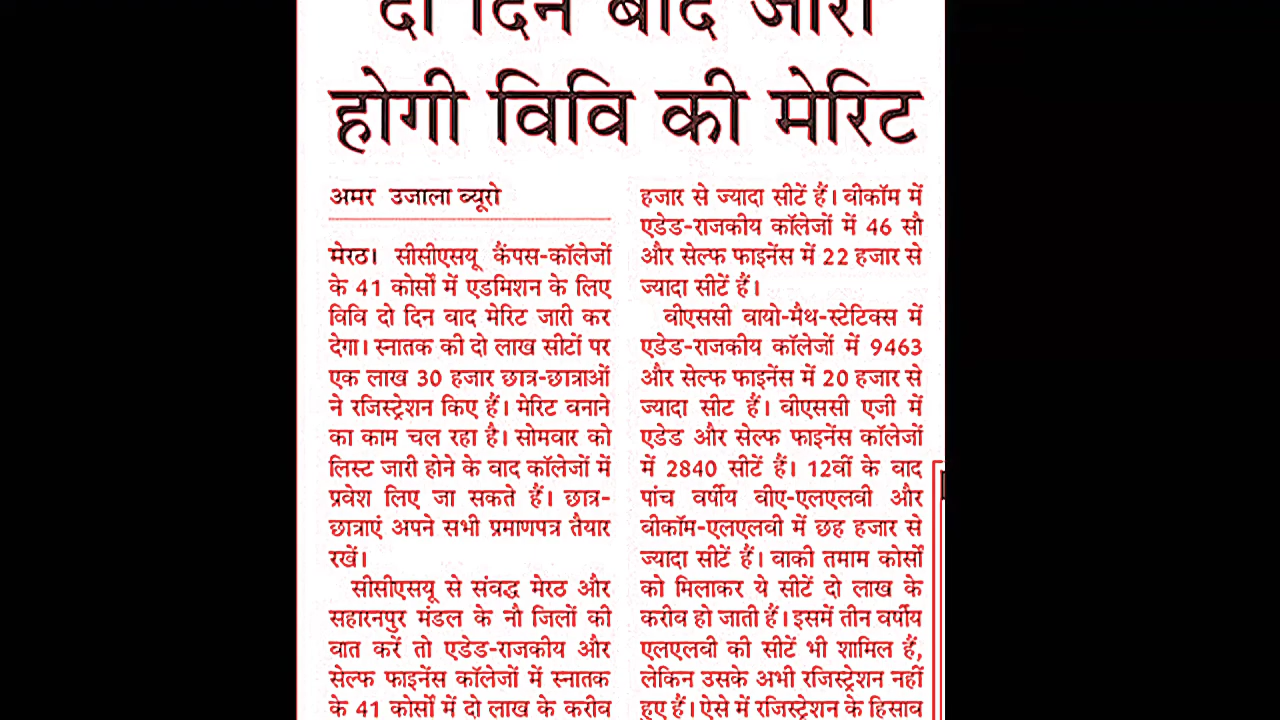 दो दिन बाद जारी
होगी विवि की मेरिट
अमर उजाला ब्यूरो
मेरठ। सीसीएसयू कैंपस-कॉलेजों
के 41 कोर्सों में एडमिशन के लिए
विवि दो दिन बाद मेरिट जारी कर
देगा। स्नातक की दो लाख सीटों पर
एक लाख 30 हजार छात्र-छात्राओं
ने रजिस्ट्रेशन किए हैं। मेरिट बनाने
का काम चल रहा है। सोमवार को
लिस्ट जारी होने के बाद कॉलेजों में
प्रवेश लिए जा सकते हैं। छात्र-
छात्राएं अपने सभी प्रमाणपत्र तैयार
रखें।
सीसीएसयू से संबद्ध मेरठ और
सहारनपुर मंडल के नौ जिलों की
बात करें तो एडेड-राजकीय और
सेल्फ फाइनेंस कॉलेजों में स्नातक
के 41 कोर्सों में दो लाख के करीब
हजार से ज्यादा सीटें हैं। बीकॉम में
एडेड-राजकीय कॉलेजों में 46 सौ
और सेल्फ फाइनेंस में 22 हजार से
ज्यादा सीटें हैं।
बीएससी बायो-मैथ-स्टेटिक्स में
एडेड-राजकीय कॉलेजों में 9463
और सेल्फ फाइनेंस में 20 हजार से
ज्यादा सीट हैं। बीएससी एजी में
एडेड और सेल्फ फाइनेंस कॉलेजों
में 2840 सीटें हैं। 12वीं के बाद
पांच वर्षीय बीए-एलएलबी और
बीकॉम-एलएलबी में छह हजार से
ज्यादा सीटें हैं। बाकी तमाम कोर्सों
को मिलाकर ये सीटें दो लाख के
करीब हो जाती हैं। इसमें तीन वर्षीय
एलएलबी की सीटें भी शामिल हैं,
लेकिन उसके अभी रजिस्ट्रेशन नहीं
हुए हैं। ऐसे में रजिस्ट्रेशन के हिसाब